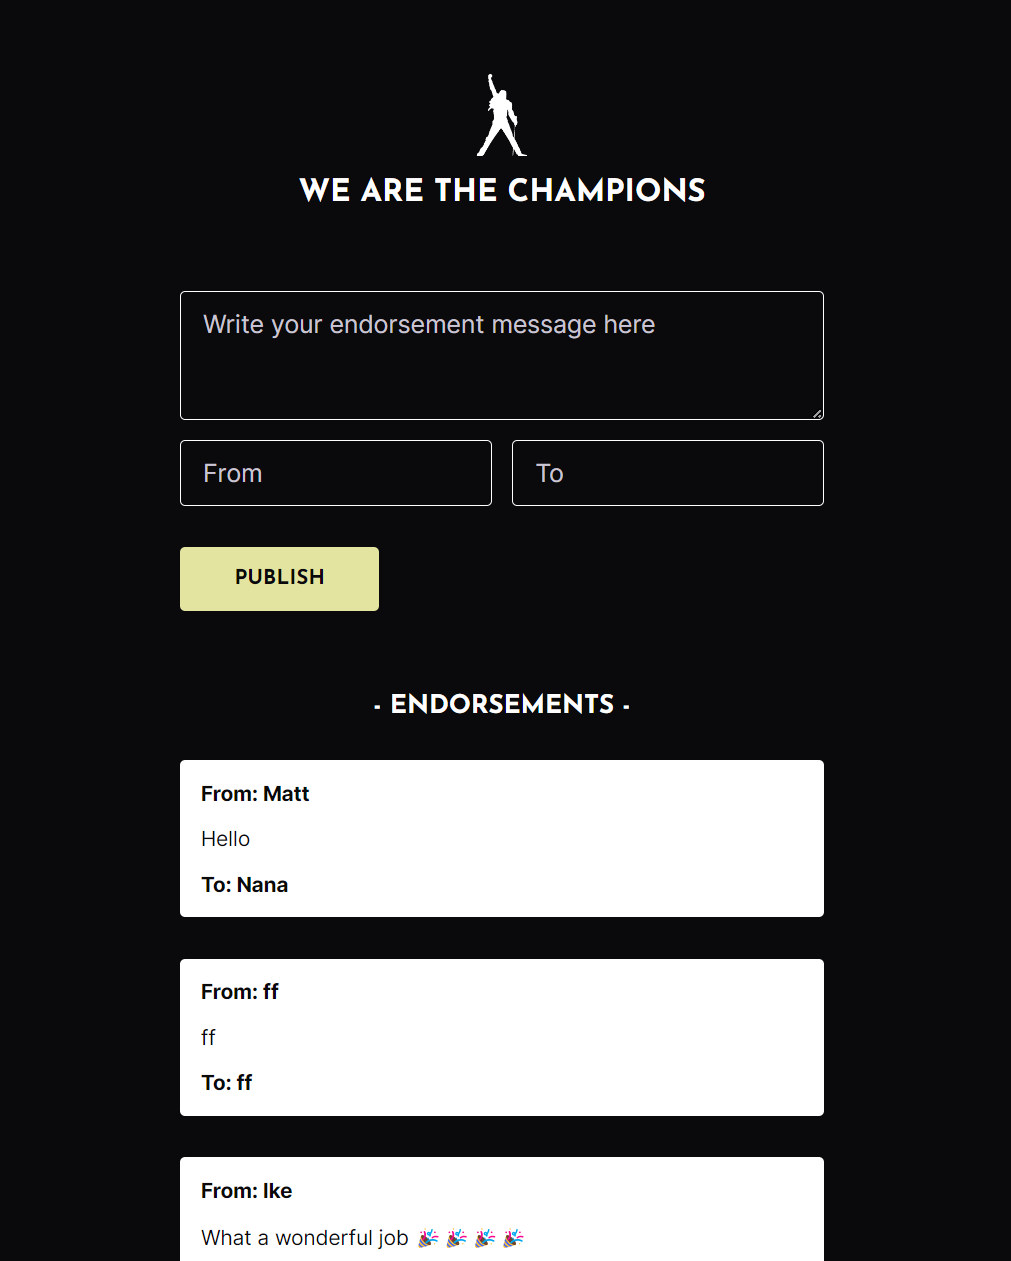 WE ARE THE CHAMPIONS
Write your endorsement message here
From
To
PUBLISH
- ENDORSEMENTS -
From: Matt
Hello
To: Nana
From: ff
ff
To: ff
From: Ike
What a wonderful job 🎉 🎉 🎉 🎉